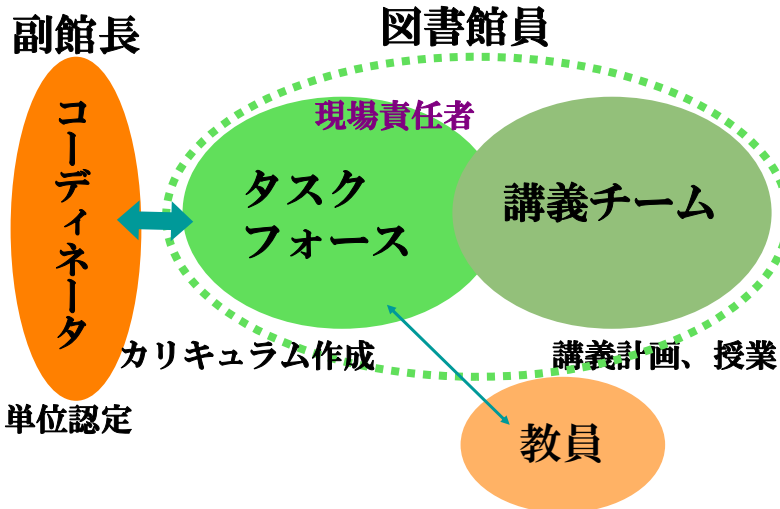 副館長
図書館員
コーディネータ
現場責任者
タスク
フォース
講義チーム
カリキュラム作成
講義計画、授業
単位認定
教員